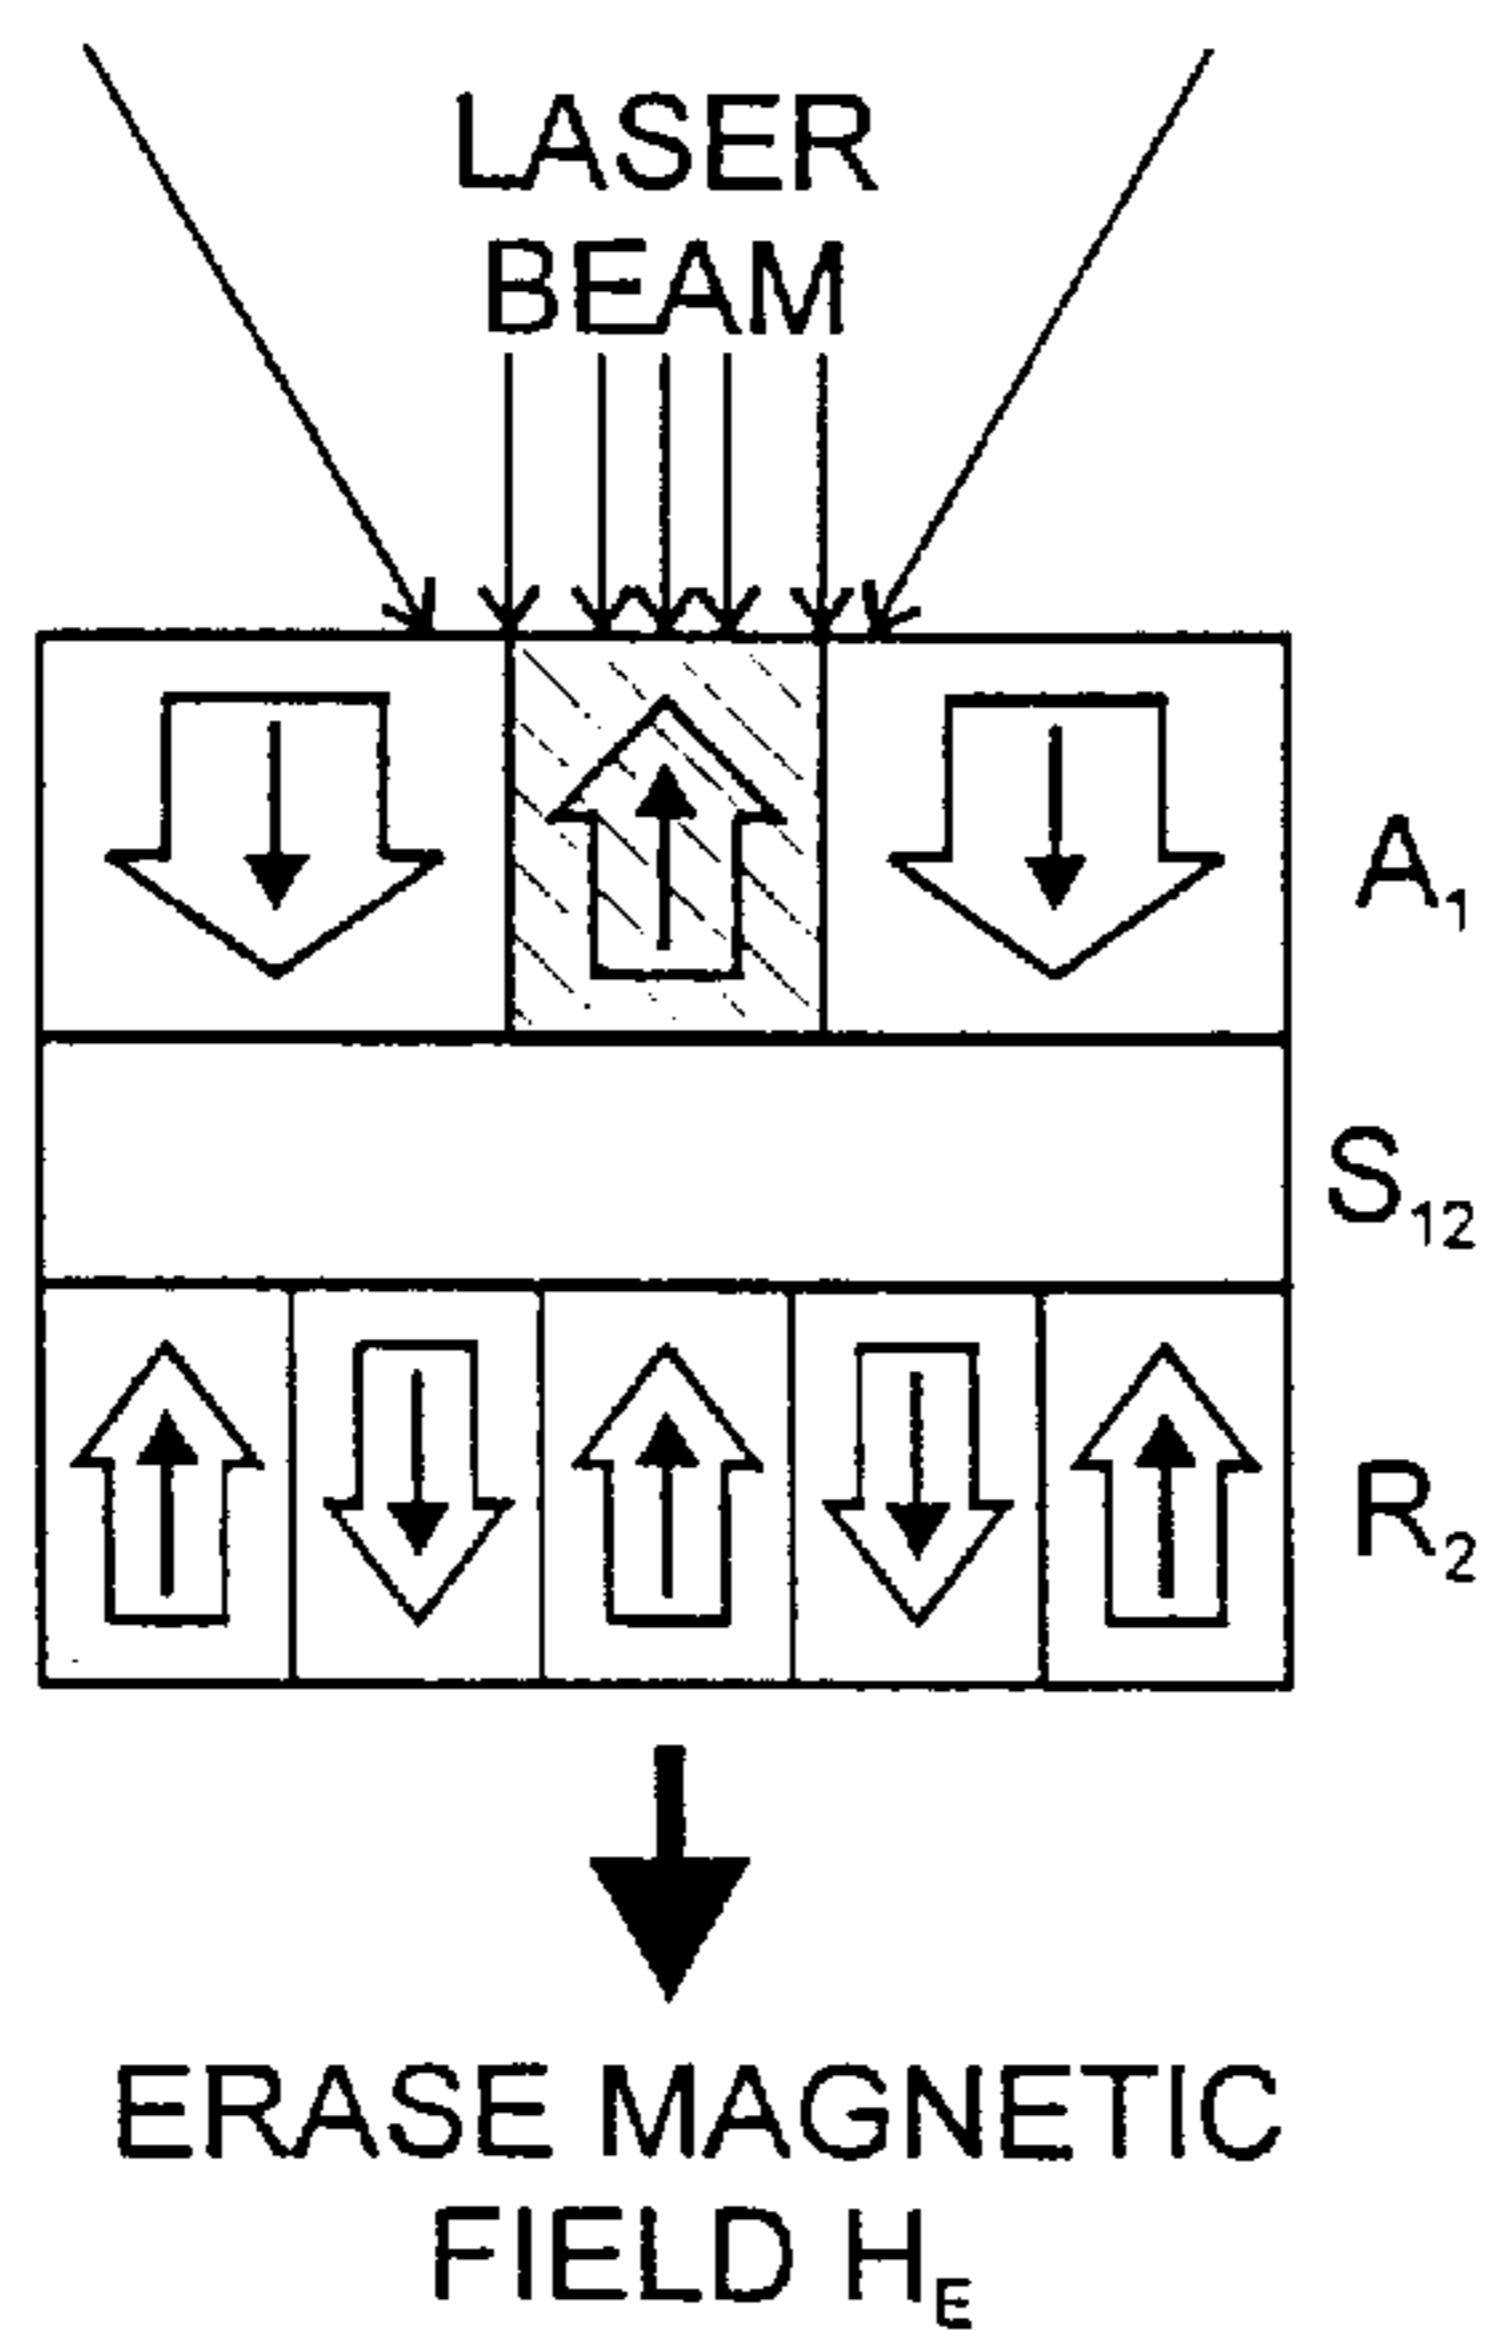 LASER
BEAM
A1
S12
R2
ERASE MAGNETIC
FIELD HE